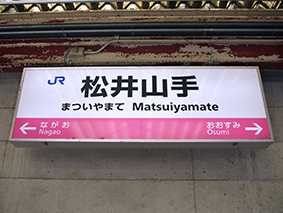 JR 松井山手
まついやまて Matsuiyamate
← ながお おおすみ →
Nagao Osumi